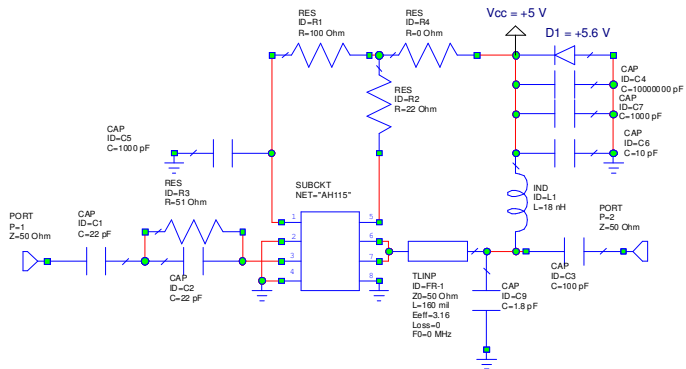 RES
ID=R1
R=100 Ohm
RES
ID=R4
R=0 Ohm
Vcc = +5 V
D1 = +5.6 V
CAP
ID=C4
C=10000000 pF
CAP
ID=C7
C=1000 pF
CAP
ID=C6
C=10 pF
RES
ID=R2
R=22 Ohm
CAP
ID=C5
C=1000 pF
RES
ID=R3
R=51 Ohm
SUBCKT
NET="AH115"
IND
ID=L1
L=18 nH
PORT
P=1
Z=50 Ohm
CAP
ID=C1
C=22 pF
CAP
ID=C2
C=22 pF
1
2
3
4
5
6
7
8
PORT
P=2
Z=50 Ohm
TLINP
ID=FR-1
Z0=50 Ohm
L=160 mil
Eeff=3.16
Loss=0
F0=0 MHz
CAP
ID=C3
C=100 pF
CAP
ID=C9
C=1.8 pF